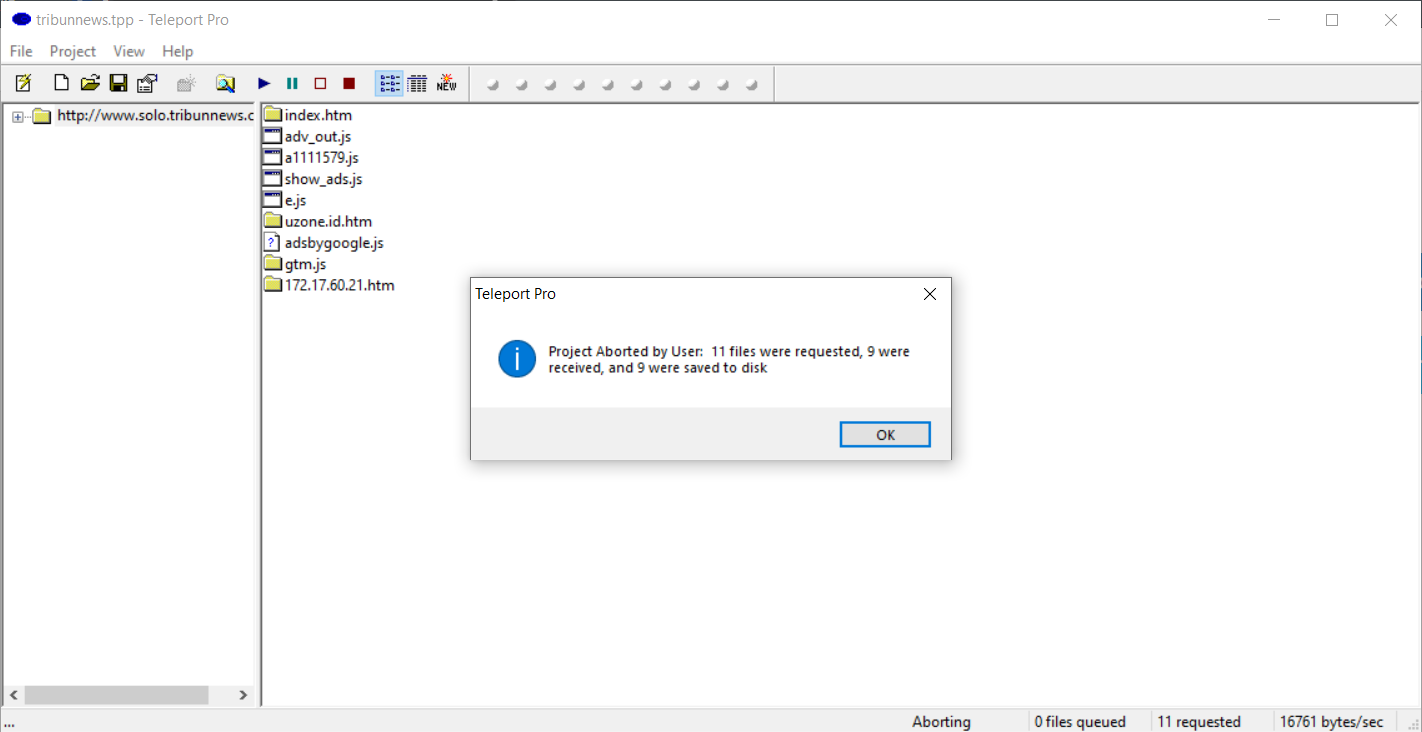 tribunnews.tpp - Teleport Pro
File Project View Help
NEW
http://www.solo.tribunnews.c
index.htm
adv_out.js
a1111579.js
show_ads.js
e.js
uzone.id.htm
adsbygoogle.js
gtm.js
172.17.60.21.htm
Teleport Pro
Project Aborted by User:  11 files were requested, 9 were
received, and 9 were saved to disk
OK
... Aborting 0 files queued 11 requested 16761 bytes/sec